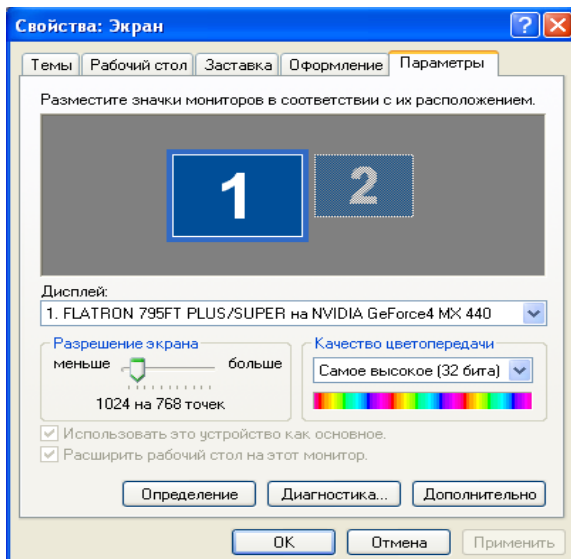 Свойства: Экран
Темы Рабочий стол Заставка Оформление Параметры
Разместите значки мониторов в соответствии с их расположением.
1 2
Дисплей:
1. FLATRON 795FT PLUS/SUPER на NVIDIA GeForce4 MX 440
Разрешение экрана
меньше больше
1024 на 768 точек
Качество цветопередачи
Самое высокое (32 бита)
Использовать это устройство как основное.
Расширить рабочий стол на этот монитор.
Определение Диагностика... Дополнительно
OK Отмена Применить